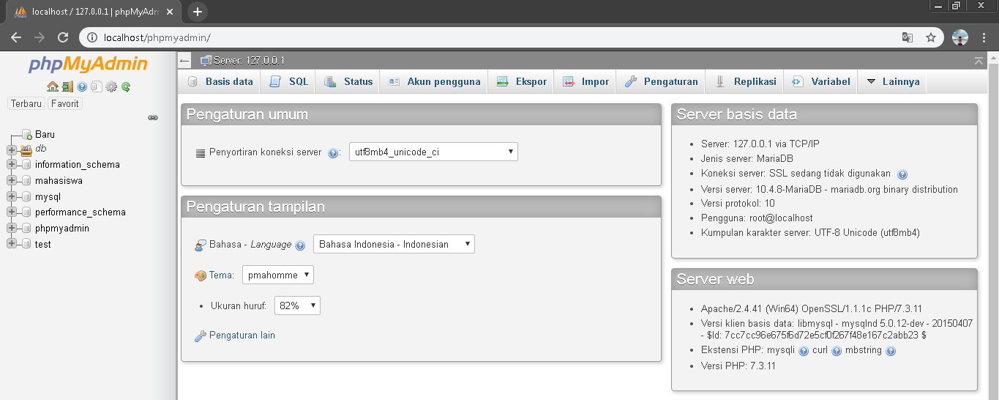 localhost / 127.0.0.1 | phpMyAdm
localhost/phpmyadmin/
phpMyAdmin
Terbaru Favorit
Baru
db
information_schema
mahasiswa
mysql
performance_schema
phpmyadmin
test
Server: 127.0.0.1
Basis data SQL Status Akun pengguna Ekspor Impor Pengaturan Replikasi Variabel Lainnya
Pengaturan umum
Penyortiran koneksi server : utf8mb4_unicode_ci
Pengaturan tampilan
Bahasa - Language Bahasa Indonesia - Indonesian
Tema: pmahomme
• Ukuran huruf: 82%
Pengaturan lain
Server basis data
• Server: 127.0.0.1 via TCP/IP
• Jenis server: MariaDB
• Koneksi server: SSL sedang tidak digunakan
• Versi server: 10.4.8-MariaDB - mariadb.org binary distribution
• Versi protokol: 10
• Pengguna: root@localhost
• Kumpulan karakter server: UTF-8 Unicode (utf8mb4)
Server web
• Apache/2.4.41 (Win64) OpenSSL/1.1.1c PHP/7.3.11
• Versi klien basis data: libmysql - mysqlnd 5.0.12-dev - 20150407
- $Id: 7cc7cc96e675f6d72e5cf0f267f48e167c2abb23 $
• Ekstensi PHP: mysqli curl mbstring
• Versi PHP: 7.3.11